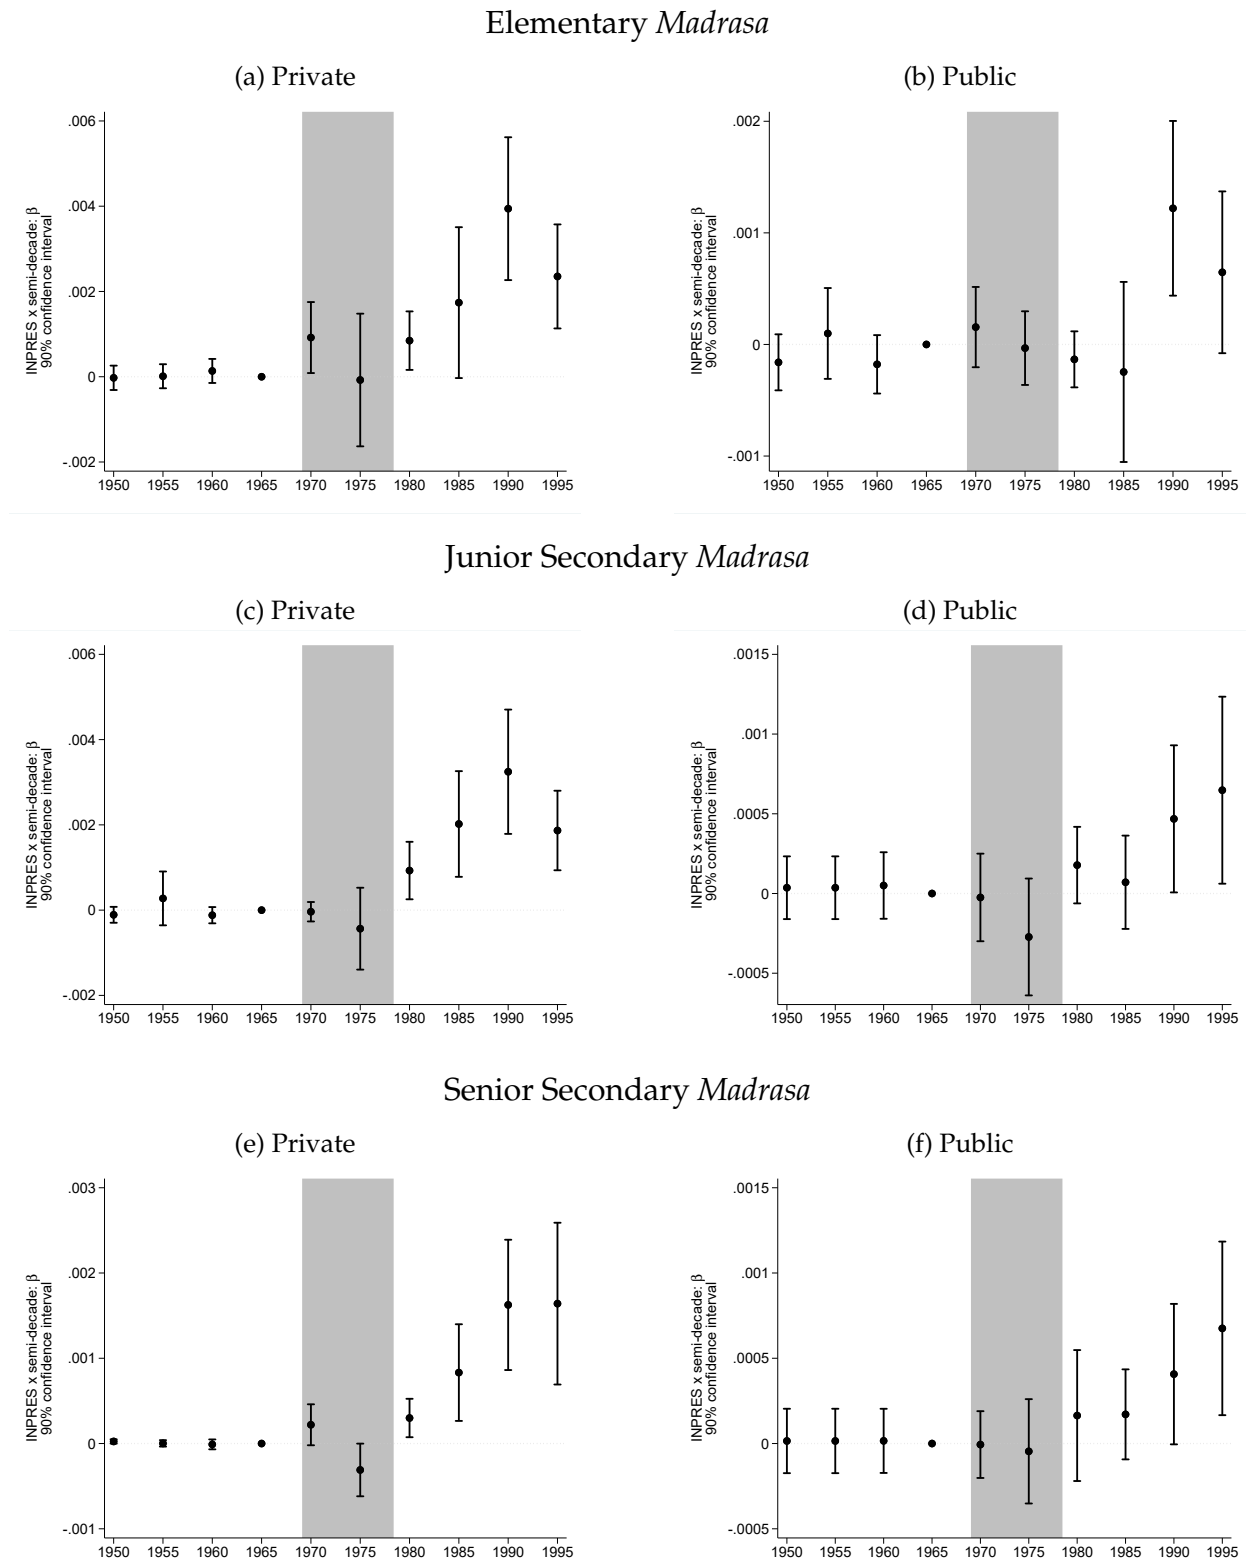 Elementary Madrasa
(a) Private
(b) Public
INPRES x semi-decade: β
90% confidence interval
.006
.004
.002
0
-.002
1950 1955 1960 1965 1970 1975 1980 1985 1990 1995
INPRES x semi-decade: β
90% confidence interval
.002
.001
0
-.001
1950 1955 1960 1965 1970 1975 1980 1985 1990 1995
Junior Secondary Madrasa
(c) Private
(d) Public
INPRES x semi-decade: β
90% confidence interval
.006
.004
.002
0
-.002
1950 1955 1960 1965 1970 1975 1980 1985 1990 1995
INPRES x semi-decade: β
90% confidence interval
.0015
.001
.0005
0
-.0005
1950 1955 1960 1965 1970 1975 1980 1985 1990 1995
Senior Secondary Madrasa
(e) Private
(f) Public
INPRES x semi-decade: β
90% confidence interval
.003
.002
.001
0
-.001
1950 1955 1960 1965 1970 1975 1980 1985 1990 1995
INPRES x semi-decade: β
90% confidence interval
.0015
.001
.0005
0
-.0005
1950 1955 1960 1965 1970 1975 1980 1985 1990 1995